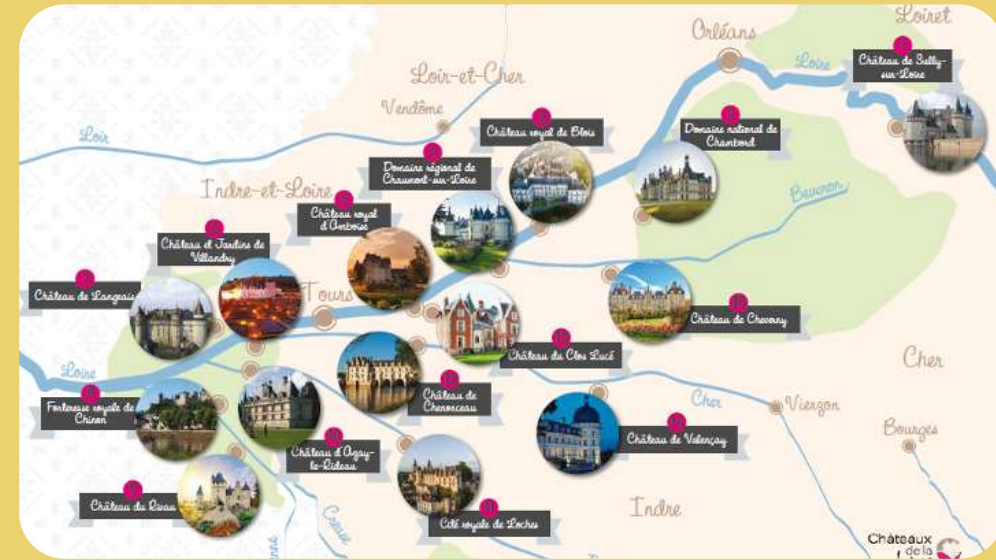 Loiret
Orléans
Loire
Château de Sully-
sur-Loire
Loir-et-Cher
Vendôme
Château royal de Blois
Domaine national de
Chambord
Loir
Domaine régional de
Chaumont-sur-Loire
Indre-et-Loire
Beuvron
Château royal
d'Amboise
Château et Jardins de
Villandry
Château de Langeais
Tours
Château de Cheverny
Château du Clos Lucé
Cher
Loire
Forteresse royale de
Chinon
Château de
Chenonceau
Cher
Vierzon
Bourges
Château d'Azay-
le-Rideau
Château de Valençay
Château du Rivau
Creuse
Cité royale de Loches
Indre
Châteaux
de la